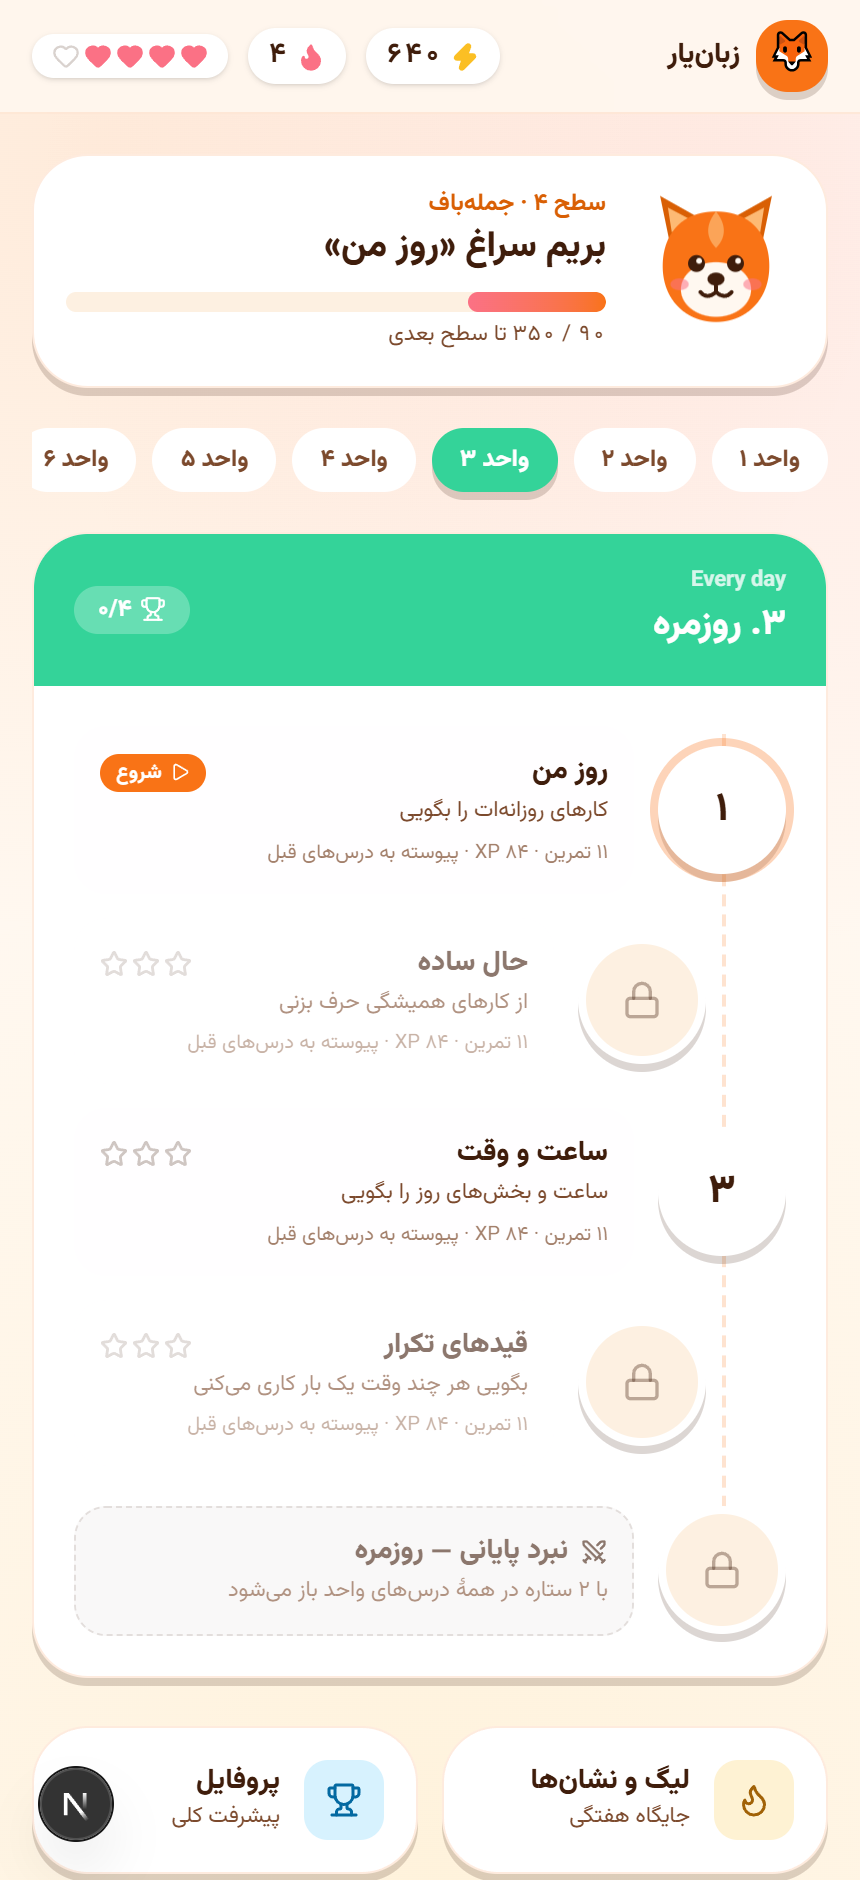 زبان‌یار
۶۴۰
۴
سطح ۴ · جمله‌باف
بریم سراغ «روز من»
۹۰ / ۳۵۰ تا سطح بعدی
واحد ۱
واحد ۲
واحد ۳
واحد ۴
واحد ۵
واحد ۶
Every day
۳. روزمره
۰/۴
۱
روز من
شروع
کارهای روزانه‌ات را بگویی
۱۱ تمرین · ۸۴ XP · پیوسته به درس‌های قبل
حال ساده
از کارهای همیشگی حرف بزنی
۱۱ تمرین · ۸۴ XP · پیوسته به درس‌های قبل
۳
ساعت و وقت
ساعت و بخش‌های روز را بگویی
۱۱ تمرین · ۸۴ XP · پیوسته به درس‌های قبل
قیدهای تکرار
بگویی هر چند وقت یک بار کاری می‌کنی
۱۱ تمرین · ۸۴ XP · پیوسته به درس‌های قبل
نبرد پایانی — روزمره
با ۲ ستاره در همهٔ درس‌های واحد باز می‌شود
لیگ و نشان‌ها
جایگاه هفتگی
پروفایل
پیشرفت کلی
N